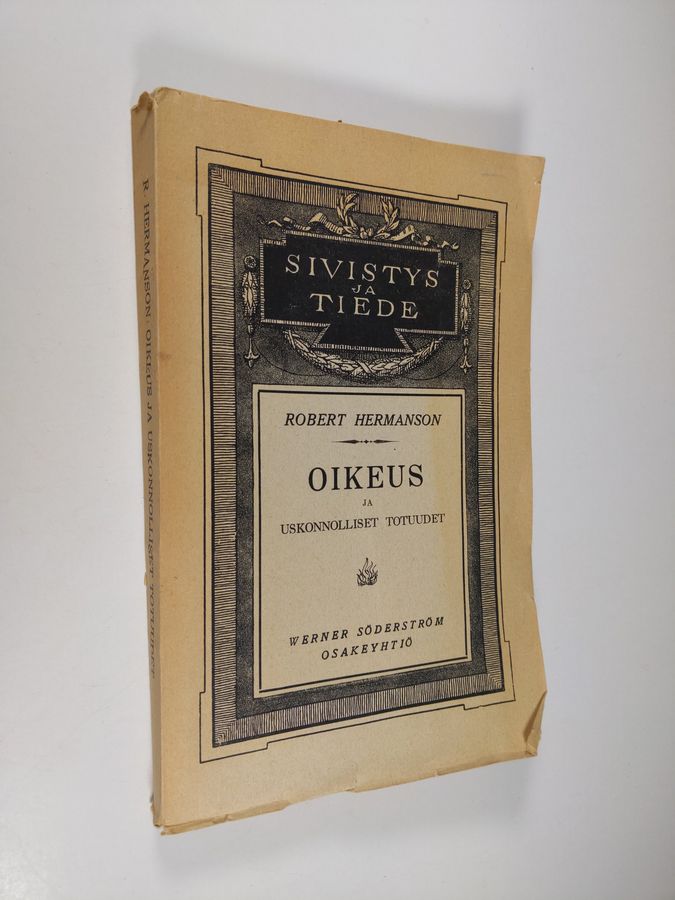 SIVISTYS
JA
TIEDE
ROBERT HERMANSON
OIKEUS
JA
USKONNOLLISET TOTUUDET
WERNER SÖDERSTRÖM
OSAKEYHTIÖ
R. HERMANSON: OIKEUS JA USKONNOLLISET TOTUUDET